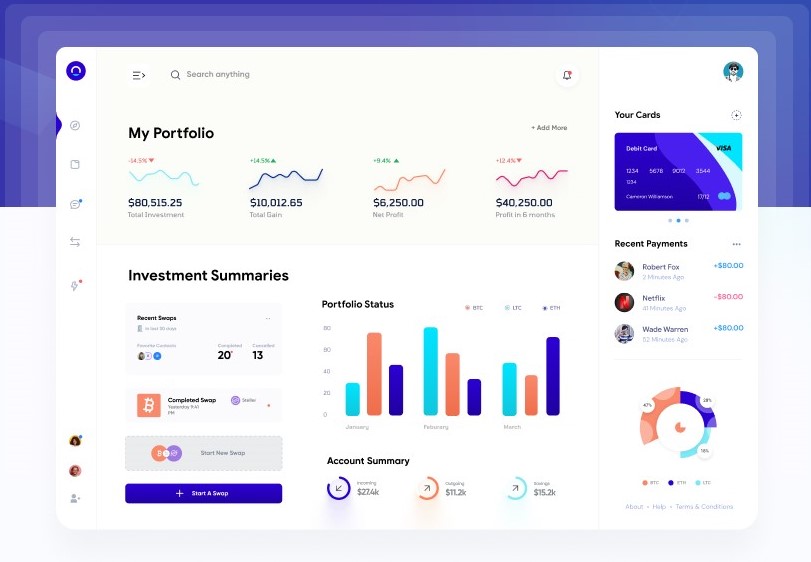 Search anything
My Portfolio
+ Add More
-14.5% ▼
$80,515.25
Total Investment
+14.5% ▲
$10,012.65
Total Gain
+9.4% ▲
$6,250.00
Net Profit
+12.4% ▼
$40,250.00
Profit in 6 months
Investment Summaries
Recent Swaps
in last 30 days
Favorite Contacts
Completed
20
Cancelled
13
Completed Swap
Yesterday 9:41
PM
Stellar
Start New Swap
+ Start A Swap
Portfolio Status
BTC
LTC
ETH
80
60
40
20
0
January
Feburary
March
Account Summary
Incoming
$27.4k
Outgoing
$11.2k
Savings
$15.2k
Your Cards
Debit Card
VISA
1234 5678 9012 3544
1234
Cameron Williamson
17/12
Recent Payments
Robert Fox
2 Minutes Ago
+$80.00
Netflix
41 Minutes Ago
-$80.00
Wade Warren
52 Minutes Ago
+$80.00
47%
28%
BTC
ETH
LTC
About • Help • Terms & Conditions